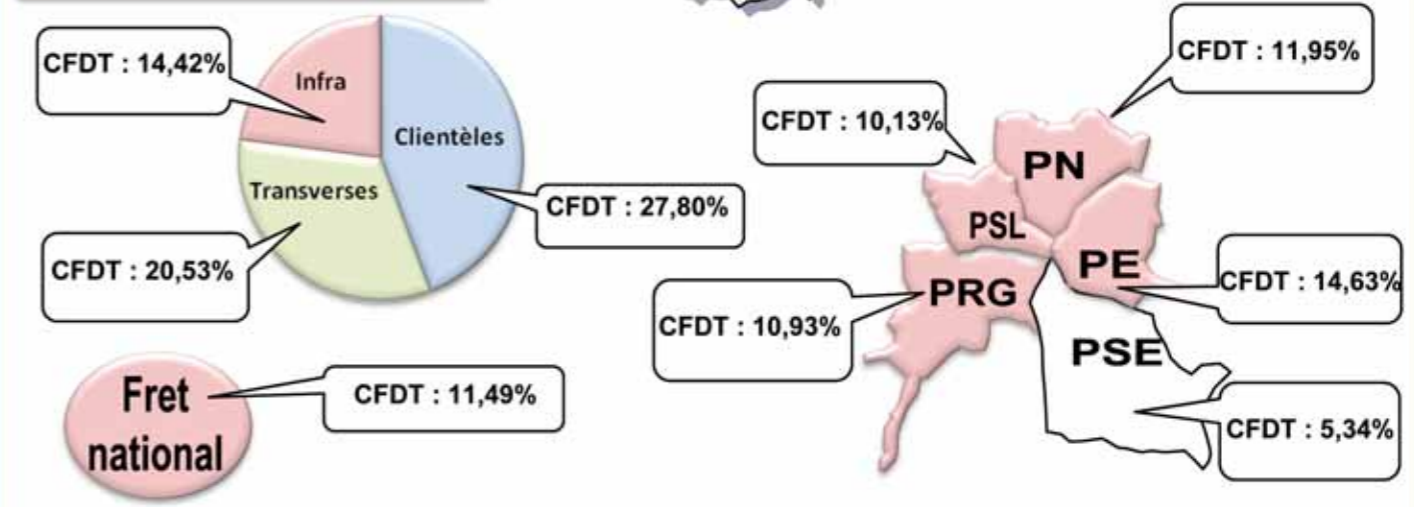 CFDT : 14,42%
Infra
Clientèles
Transverses
CFDT : 27,80%
CFDT : 20,53%
Fret
national
CFDT : 11,49%
CFDT : 11,95%
CFDT : 10,13%
PN
PSL
PE
CFDT : 14,63%
PRG
CFDT : 10,93%
PSE
CFDT : 5,34%